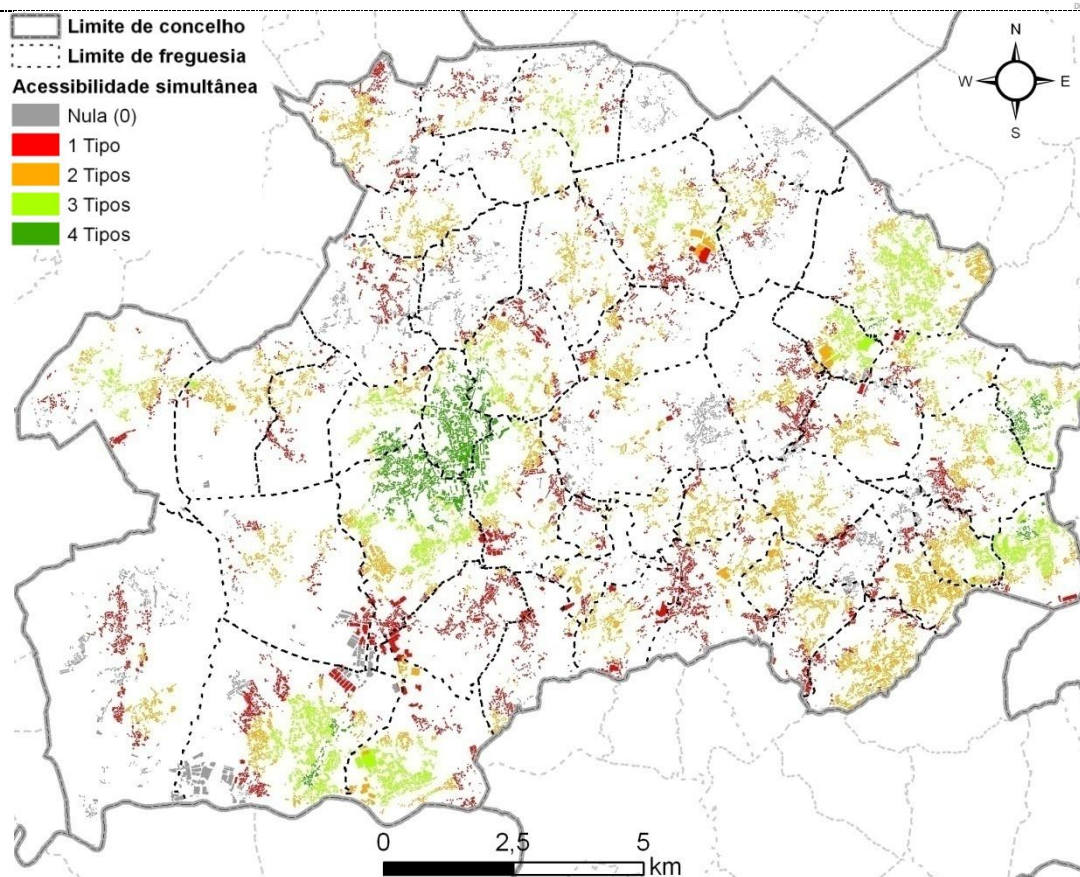 Limite de concelho
Limite de freguesia
Acessibilidade simultânea
Nula (0)
1 Tipo
2 Tipos
3 Tipos
4 Tipos
N
W
E
S
0
2,5
5
km